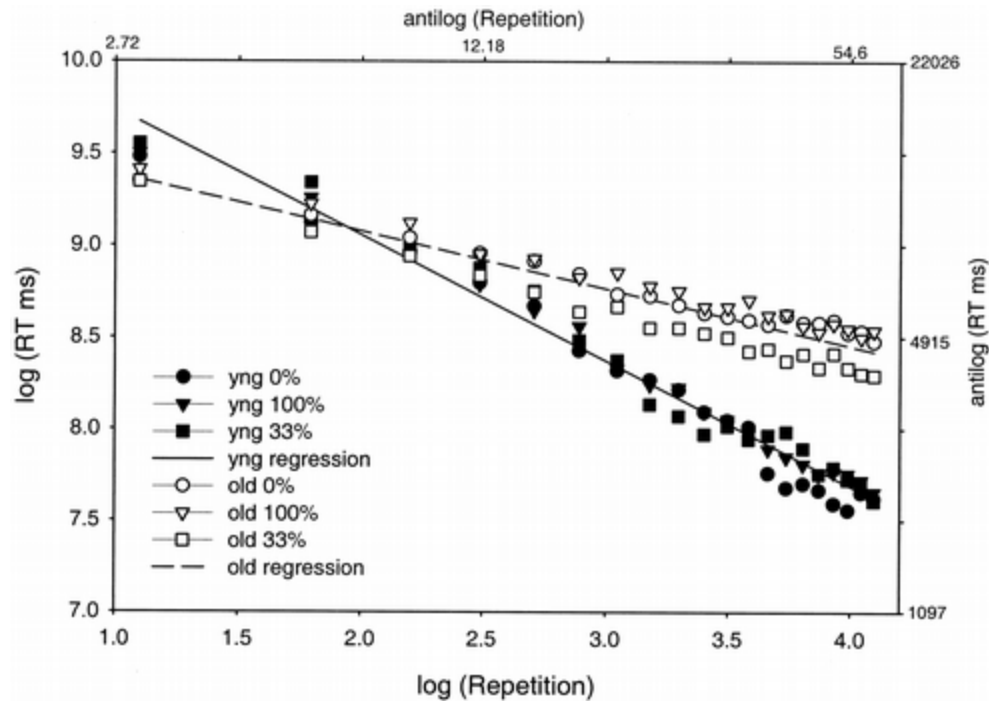 antilog (Repetition)
2.72 12.18 54.6
10.0 22026
9.5
9.0
log (RT ms)
8.5 4915
antilog (RT ms)
yng 0%
yng 100%
8.0
yng 33%
yng regression
old 0%
old 100%
7.5
old 33%
old regression
7.0 1097
1.0 1.5 2.0 2.5 3.0 3.5 4.0
log (Repetition)